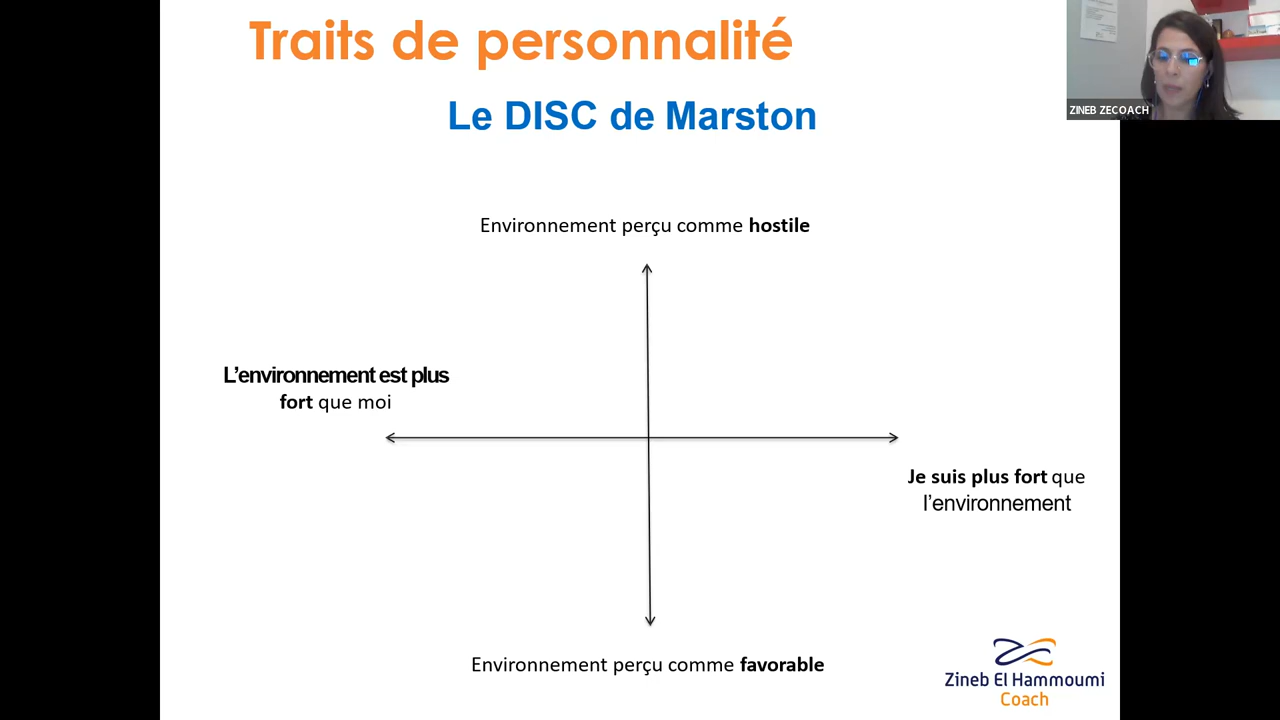 Traits de personnalité
ZINEB ZECOACH
Le DISC de Marston
Environnement perçu comme hostile
L'environnement est plus
fort que moi
Je suis plus fort que
l'environnement
Environnement perçu comme favorable
Zineb El Hammoumi
Coach